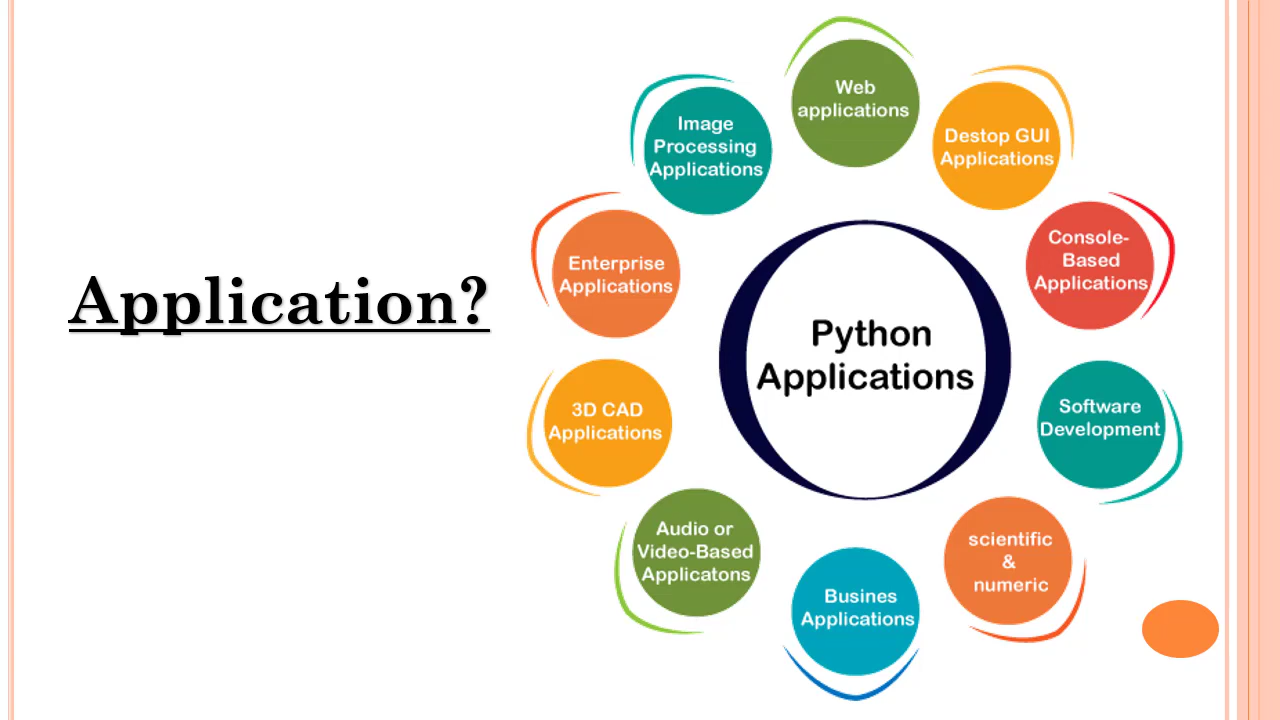 Application?
Python
Applications
Web
applications
Destop GUI
Applications
Console-
Based
Applications
Software
Development
scientific
&
numeric
Busines
Applications
Audio or
Video-Based
Applicatons
3D CAD
Applications
Enterprise
Applications
Image
Processing
Applications